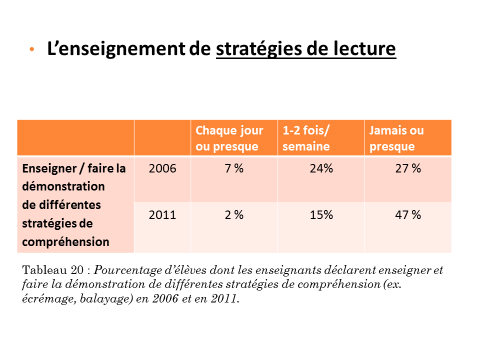 • L'enseignement de stratégies de lecture
Chaque jour ou presque
1-2 fois/ semaine
Jamais ou presque
Enseigner / faire la démonstration de différentes stratégies de compréhension
2006 7 % 24% 27 %
2011 2 % 15% 47 %
Tableau 20 : Pourcentage d'élèves dont les enseignants déclarent enseigner et
faire la démonstration de différentes stratégies de compréhension (ex.
écrémage, balayage) en 2006 et en 2011.